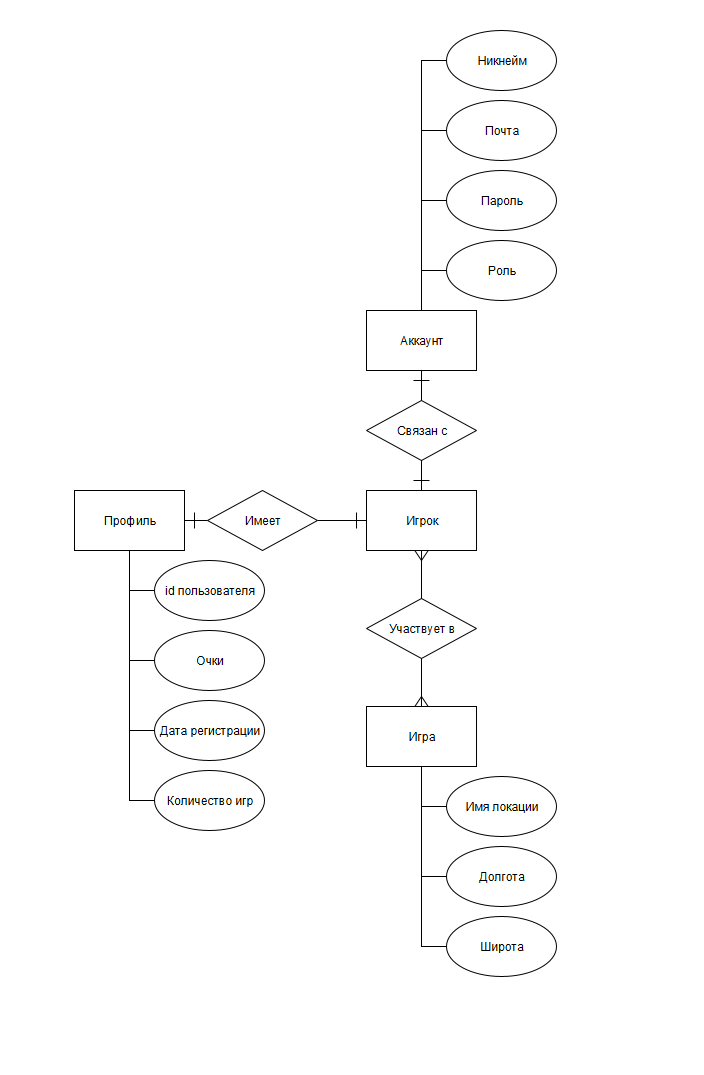 Никнейм
Почта
Пароль
Роль
Аккаунт
Связан с
Профиль
Имеет
Игрок
id пользователя
Очки
Дата регистрации
Количество игр
Участвует в
Игра
Имя локации
Долгота
Широта